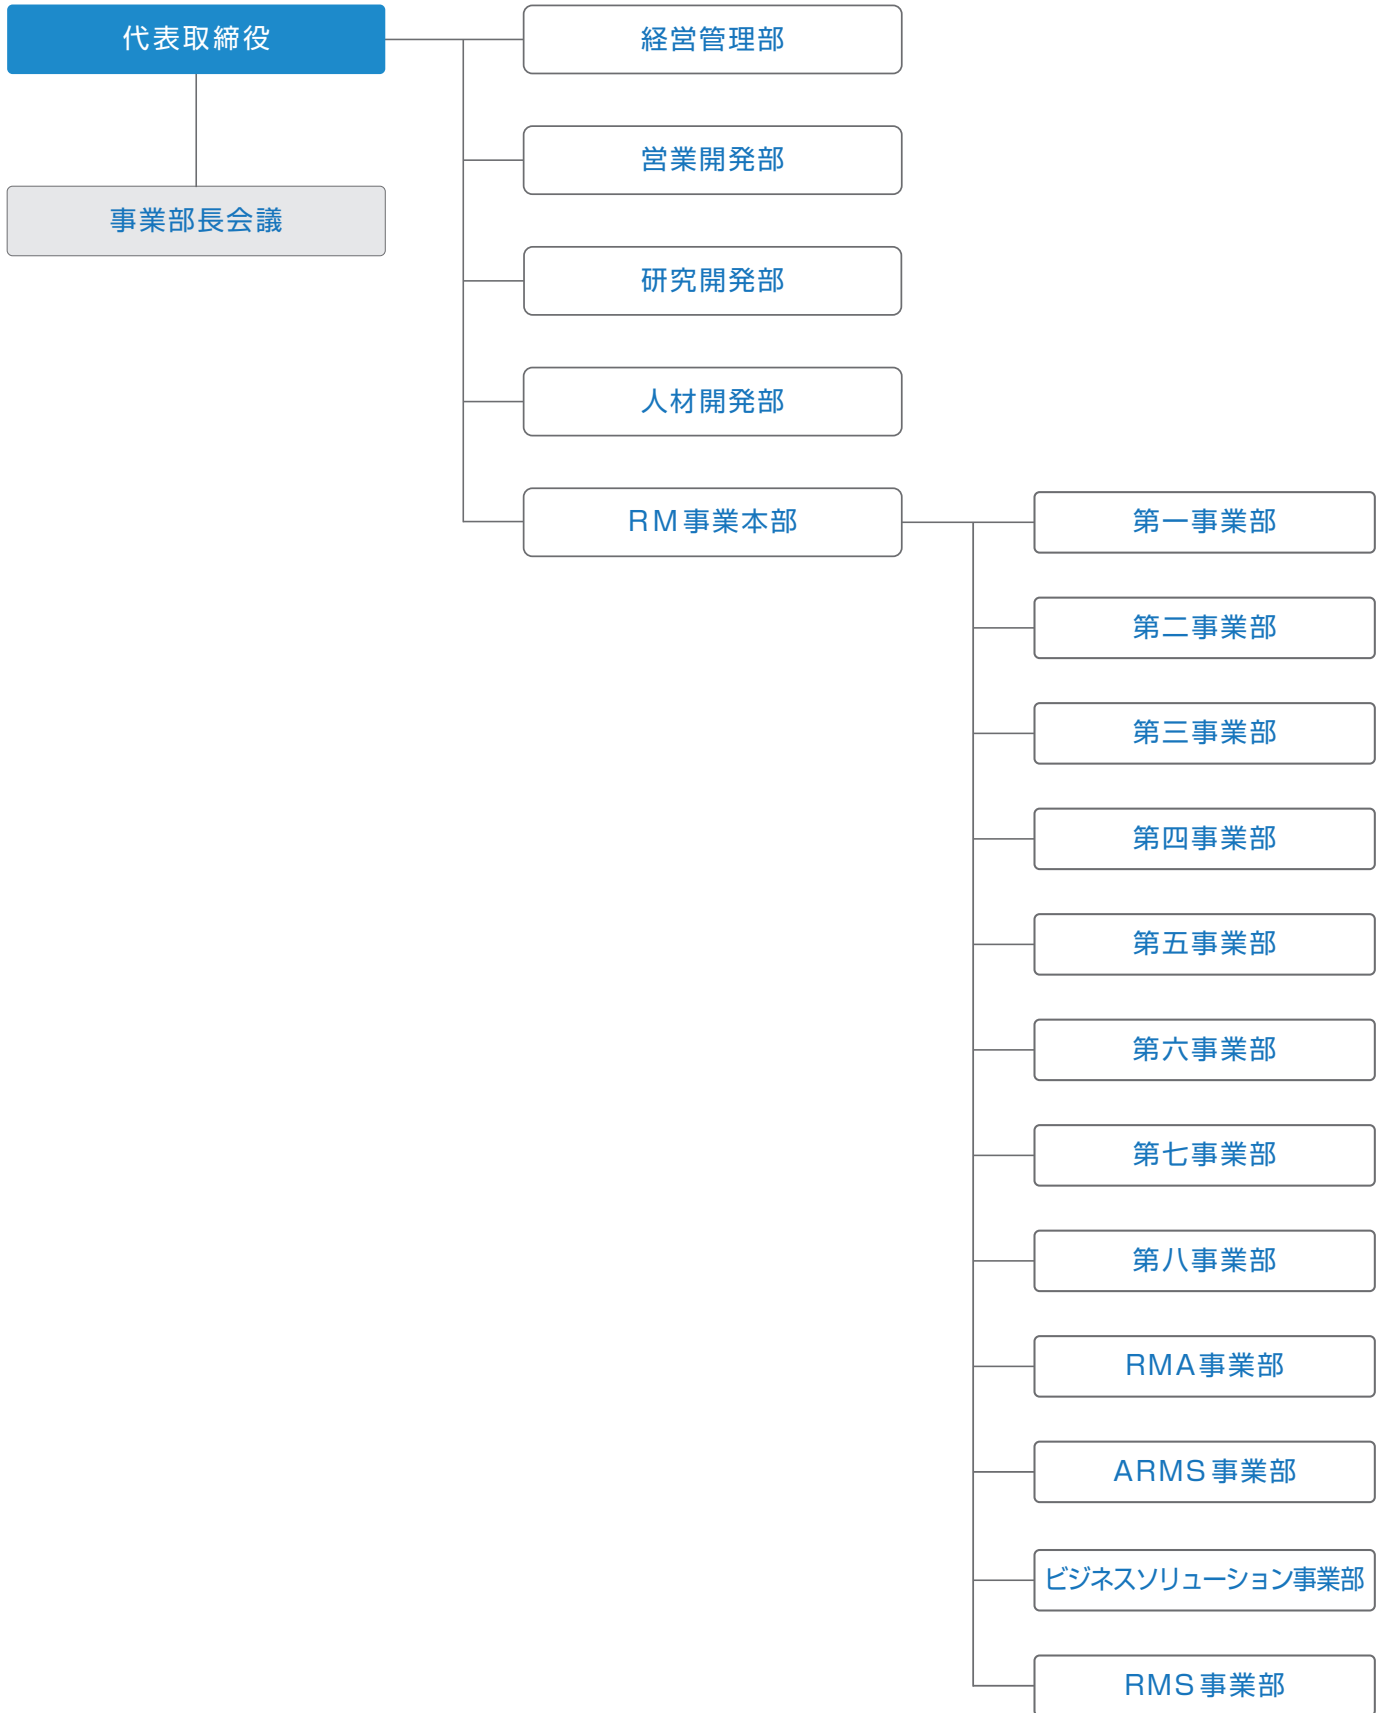 代表取締役
事業部長会議
経営管理部
営業開発部
研究開発部
人材開発部
RM事業本部
第一事業部
第二事業部
第三事業部
第四事業部
第五事業部
第六事業部
第七事業部
第八事業部
RMA事業部
ARMS事業部
ビジネスソリューション事業部
RMS事業部